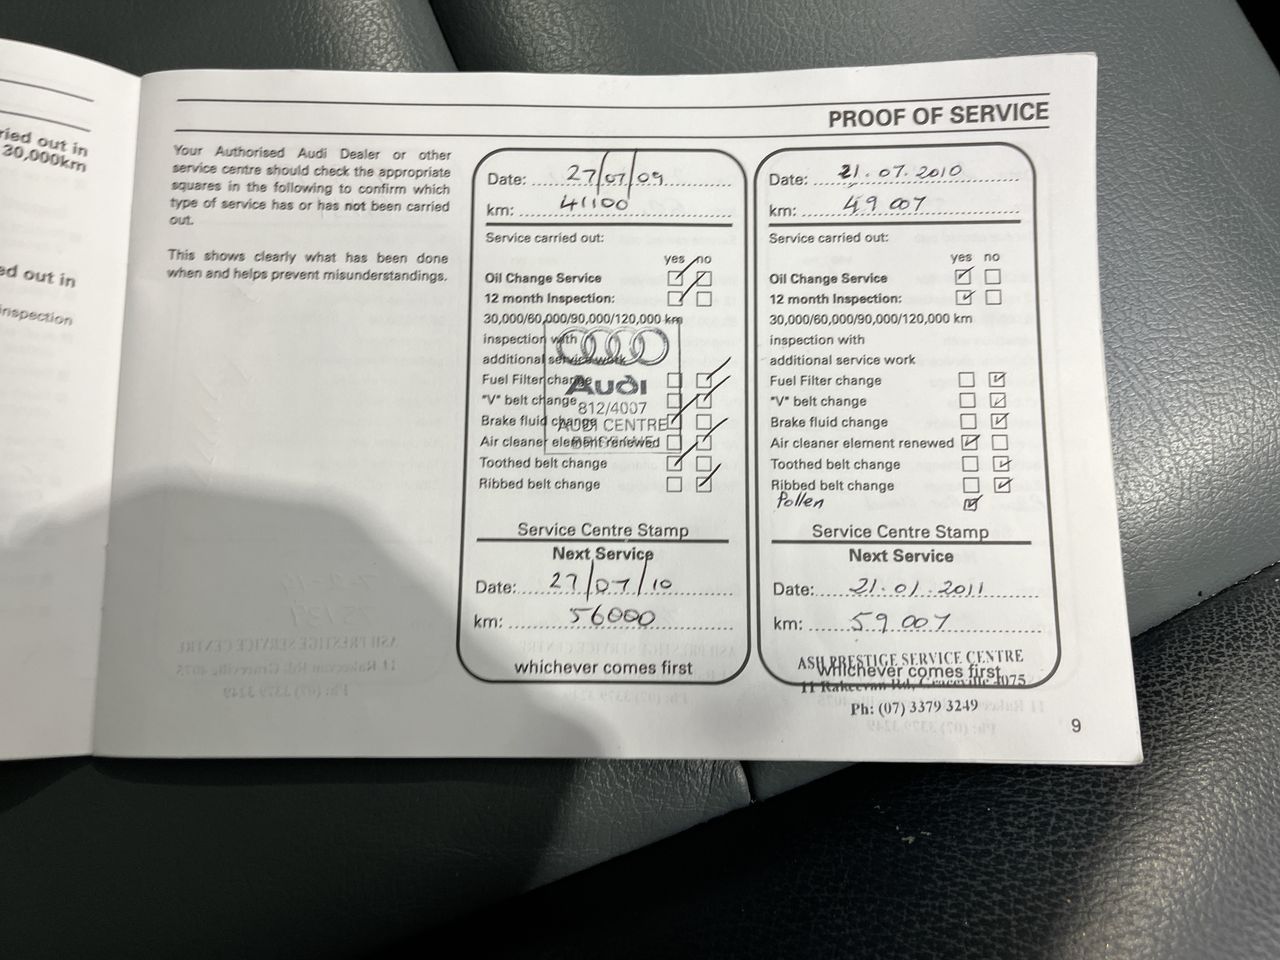 ried out in
30,000km
ed out in
nspection
PROOF OF SERVICE
Your Authorised Audi Dealer or other
service centre should check the appropriate
squares in the following to confirm which
type of service has or has not been carried
out.
This shows clearly what has been done
when and helps prevent misunderstandings.
Date: 27/07/09
km: 41100
Service carried out:
yes no
Oil Change Service
12 month Inspection:
30,000/60,000/90,000/120,000 km
inspection with
additional service work
Fuel Filter change
"V" belt change
Brake fluid change
Air cleaner element renewed
Toothed belt change
Ribbed belt change
Audi
812/4007
AUDI CENTRE
Service Centre Stamp
Next Service
Date: 27/07/10
km: 56000
whichever comes first
Date: 21.07.2010
km: 49 007
Service carried out:
yes no
Oil Change Service
12 month Inspection:
30,000/60,000/90,000/120,000 km
inspection with
additional service work
Fuel Filter change
"V" belt change
Brake fluid change
Air cleaner element renewed
Toothed belt change
Ribbed belt change
Pollen
Service Centre Stamp
Next Service
Date: 21.01.2011
km: 59 007
ASH PRESTIGE SERVICE CENTRE
whichever comes first
11 Rakeevan Rd, Graceville 4075
Ph: (07) 3379 3249
9